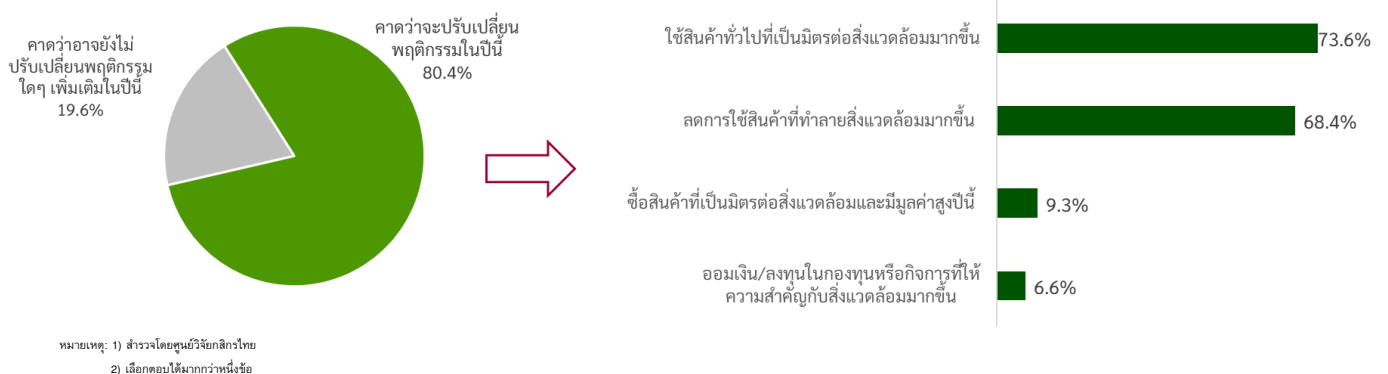 คาดว่าอาจยังไม่
ปรับเปลี่ยนพฤติกรรม
ใดๆ เพิ่มเติมในปีนี้
19.6%
คาดว่าจะปรับเปลี่ยน
พฤติกรรมในปีนี้
80.4%
ใช้สินค้าทั่วไปที่เป็นมิตรต่อสิ่งแวดล้อมมากขึ้น
73.6%
ลดการใช้สินค้าที่ทำลายสิ่งแวดล้อมมากขึ้น
68.4%
ซื้อสินค้าที่เป็นมิตรต่อสิ่งแวดล้อมและมีมูลค่าสูงปีนี้
9.3%
ออมเงิน/ลงทุนในกองทุนหรือกิจการที่ให้
ความสำคัญกับสิ่งแวดล้อมมากขึ้น
6.6%
หมายเหตุ: 1) สำรวจโดยศูนย์วิจัยกสิกรไทย
2) เลือกตอบได้มากกว่าหนึ่งข้อ